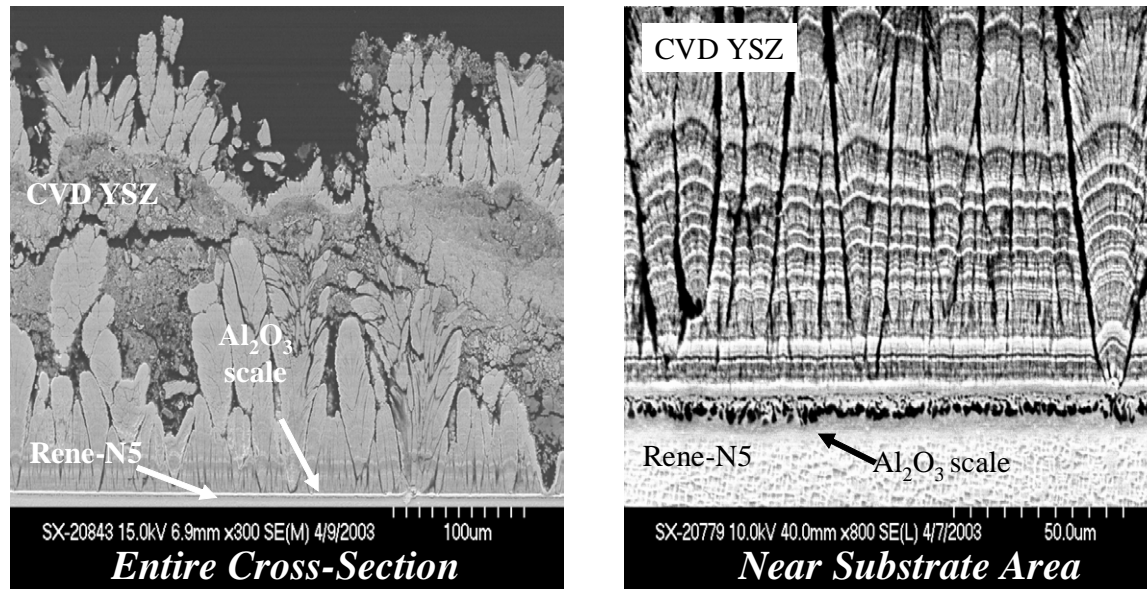 CVD YSZ
Al₂O₃
scale
Rene-N5
SX-20843 15.0kV 6.9mm x300 SE(M) 4/9/2003 100um
Entire Cross-Section
CVD YSZ
Rene-N5
Al₂O₃ scale
SX-20779 10.0kV 40.0mm x800 SE(L) 4/7/2003 50.0um
Near Substrate Area